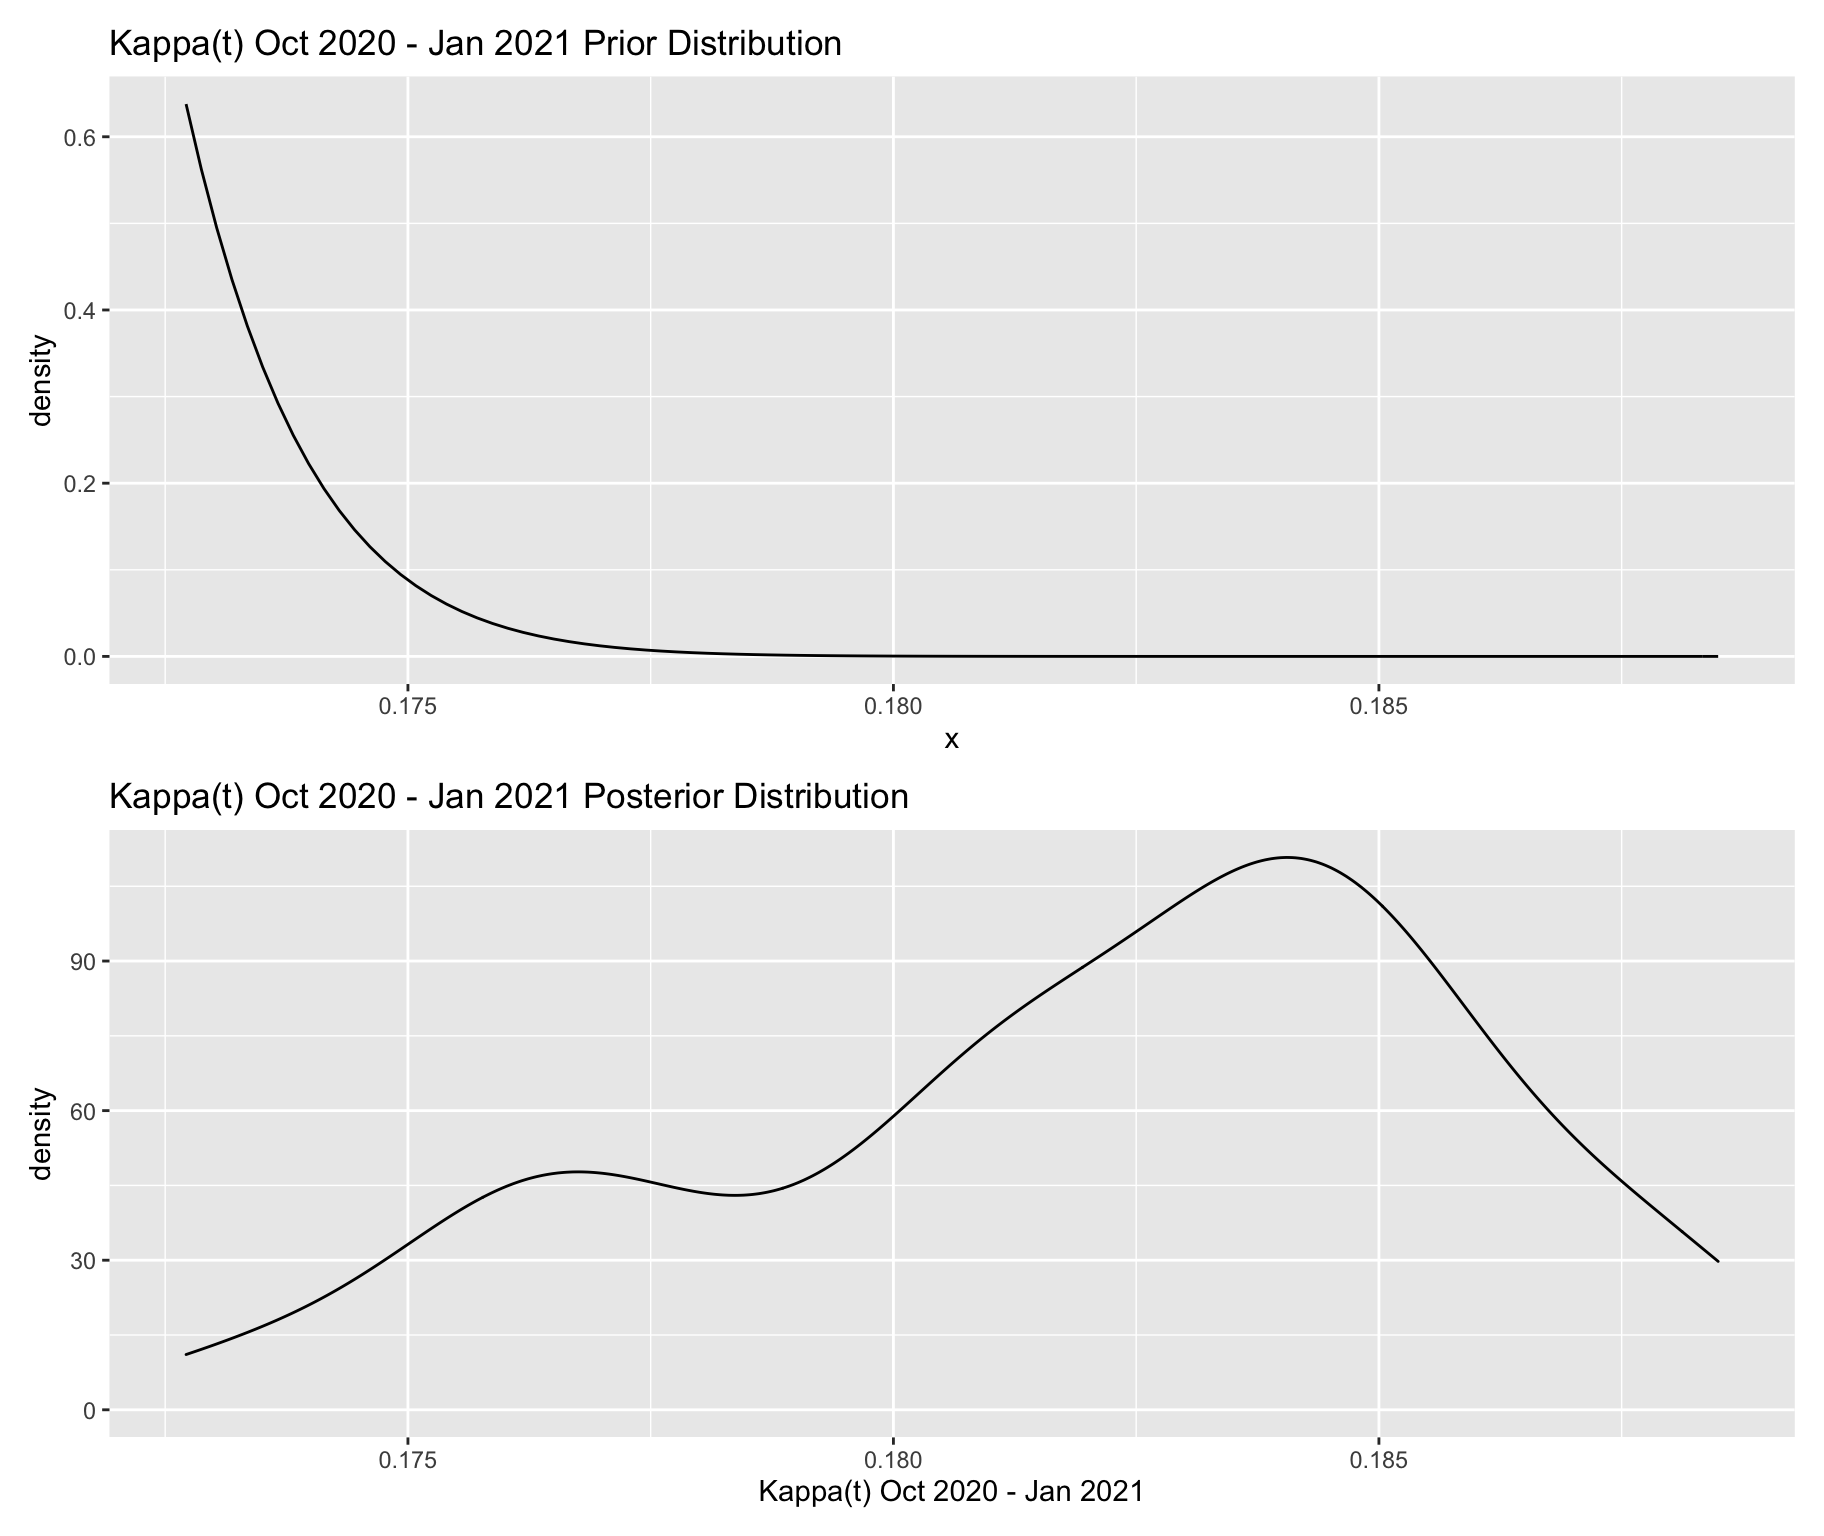 Kappa(t) Oct 2020 - Jan 2021 Prior Distribution
0.6
0.4
0.2
0.0
density
0.175 0.180 0.185
x
Kappa(t) Oct 2020 - Jan 2021 Posterior Distribution
90
60
30
0
density
0.175 0.180 0.185
Kappa(t) Oct 2020 - Jan 2021